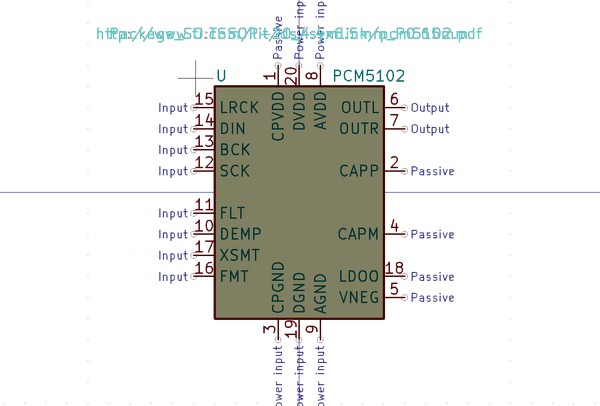 Passive
Power input
Power input
1
20
8
U
PCM5102
CPVDD
DVDD
AVDD
Input 15 LRCK
OUTL 6 Output
Input 14 DIN
OUTR 7 Output
Input 13 BCK
Input 12 SCK
CAPP 2 Passive
Input 11 FLT
Input 10 DEMP
CAPM 4 Passive
Input 17 XSMT
Input 16 FMT
LDOO 18 Passive
VNEG 5 Passive
CPGND
DGND
AGND
3
19
9
ower input
ower input
ower input